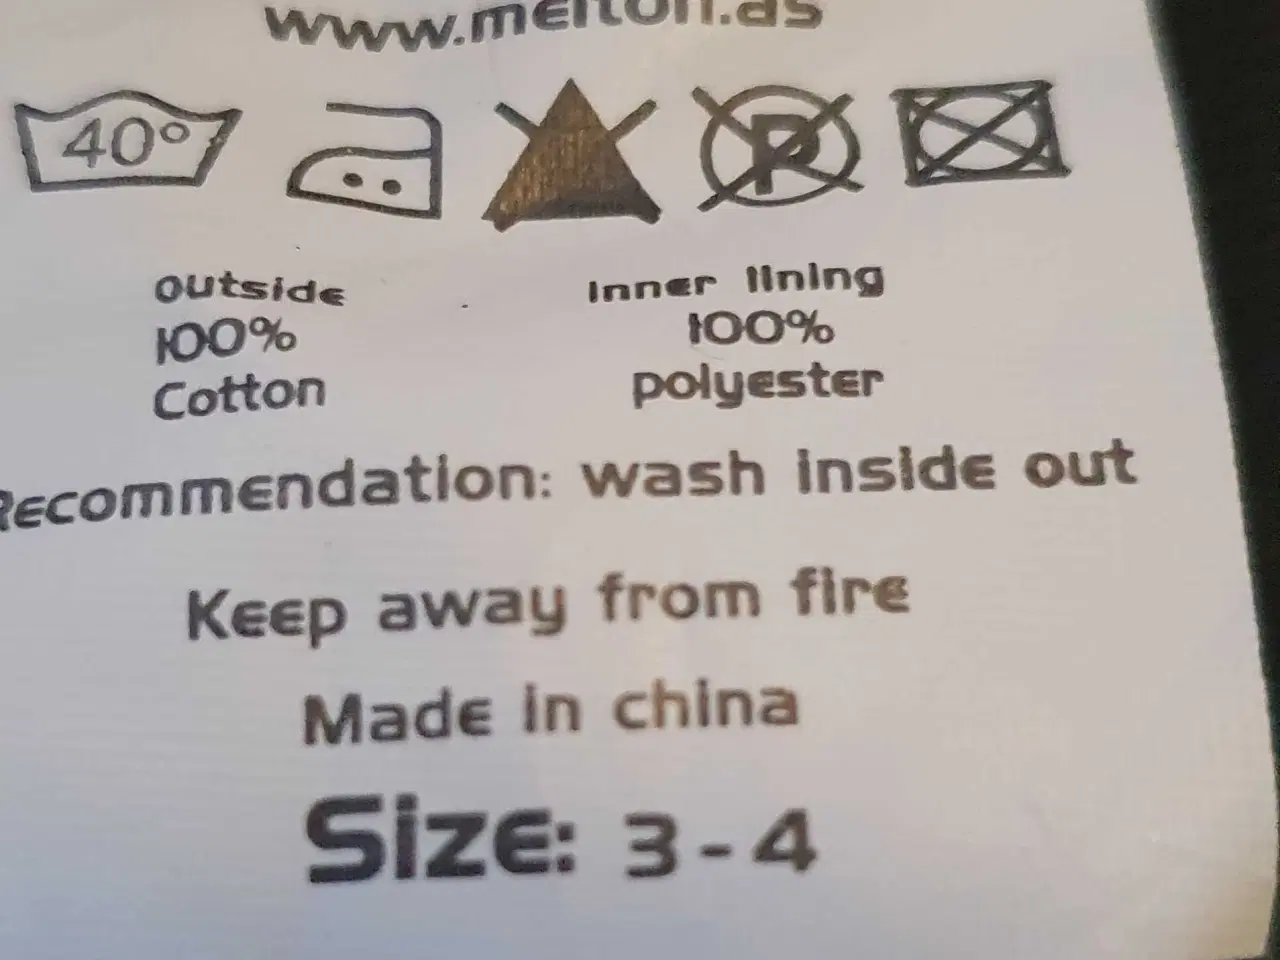 www.melton.as
40°
P
outside
100%
Cotton
Inner lining
100%
polyester
Recommendation: wash inside out
Keep away from fire
Made in china
Size: 3-4